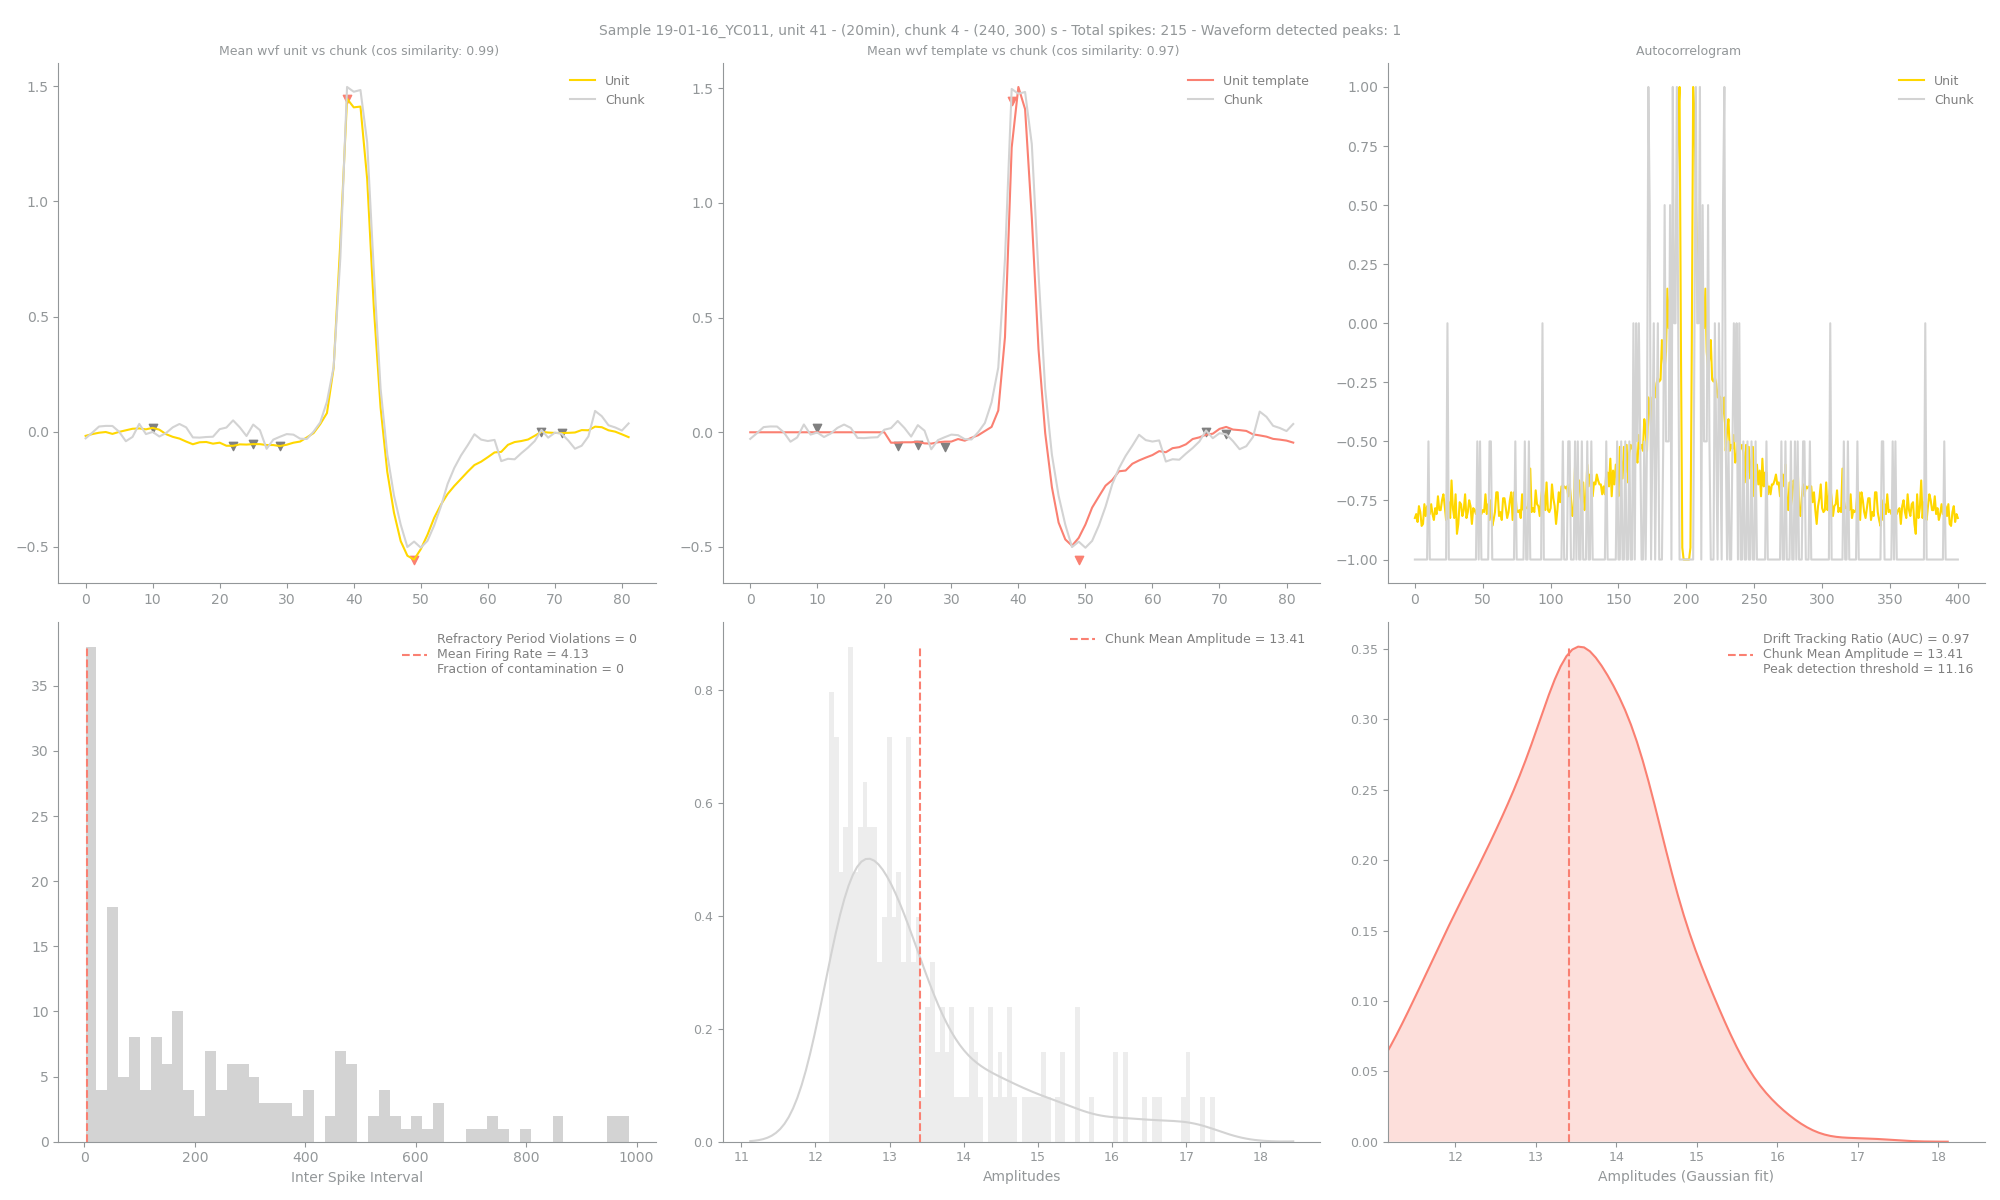 Sample 19-01-16_YC011, unit 41 - (20min), chunk 4 - (240, 300) s - Total spikes: 215 - Waveform detected peaks: 1
Mean wvf unit vs chunk (cos similarity: 0.99)
Unit
Chunk
1.5
1.0
0.5
0.0
−0.5
0 10 20 30 40 50 60 70 80
Mean wvf template vs chunk (cos similarity: 0.97)
Unit template
Chunk
1.5
1.0
0.5
0.0
−0.5
0 10 20 30 40 50 60 70 80
Autocorrelogram
Unit
Chunk
1.00
0.75
0.50
0.25
0.00
−0.25
−0.50
−0.75
−1.00
0 50 100 150 200 250 300 350 400
Refractory Period Violations = 0
Mean Firing Rate = 4.13
Fraction of contamination = 0
35
30
25
20
15
10
5
0
0 200 400 600 800 1000
Inter Spike Interval
Chunk Mean Amplitude = 13.41
0.8
0.6
0.4
0.2
0.0
11 12 13 14 15 16 17 18
Amplitudes
Drift Tracking Ratio (AUC) = 0.97
Chunk Mean Amplitude = 13.41
Peak detection threshold = 11.16
0.35
0.30
0.25
0.20
0.15
0.10
0.05
0.00
12 13 14 15 16 17 18
Amplitudes (Gaussian fit)